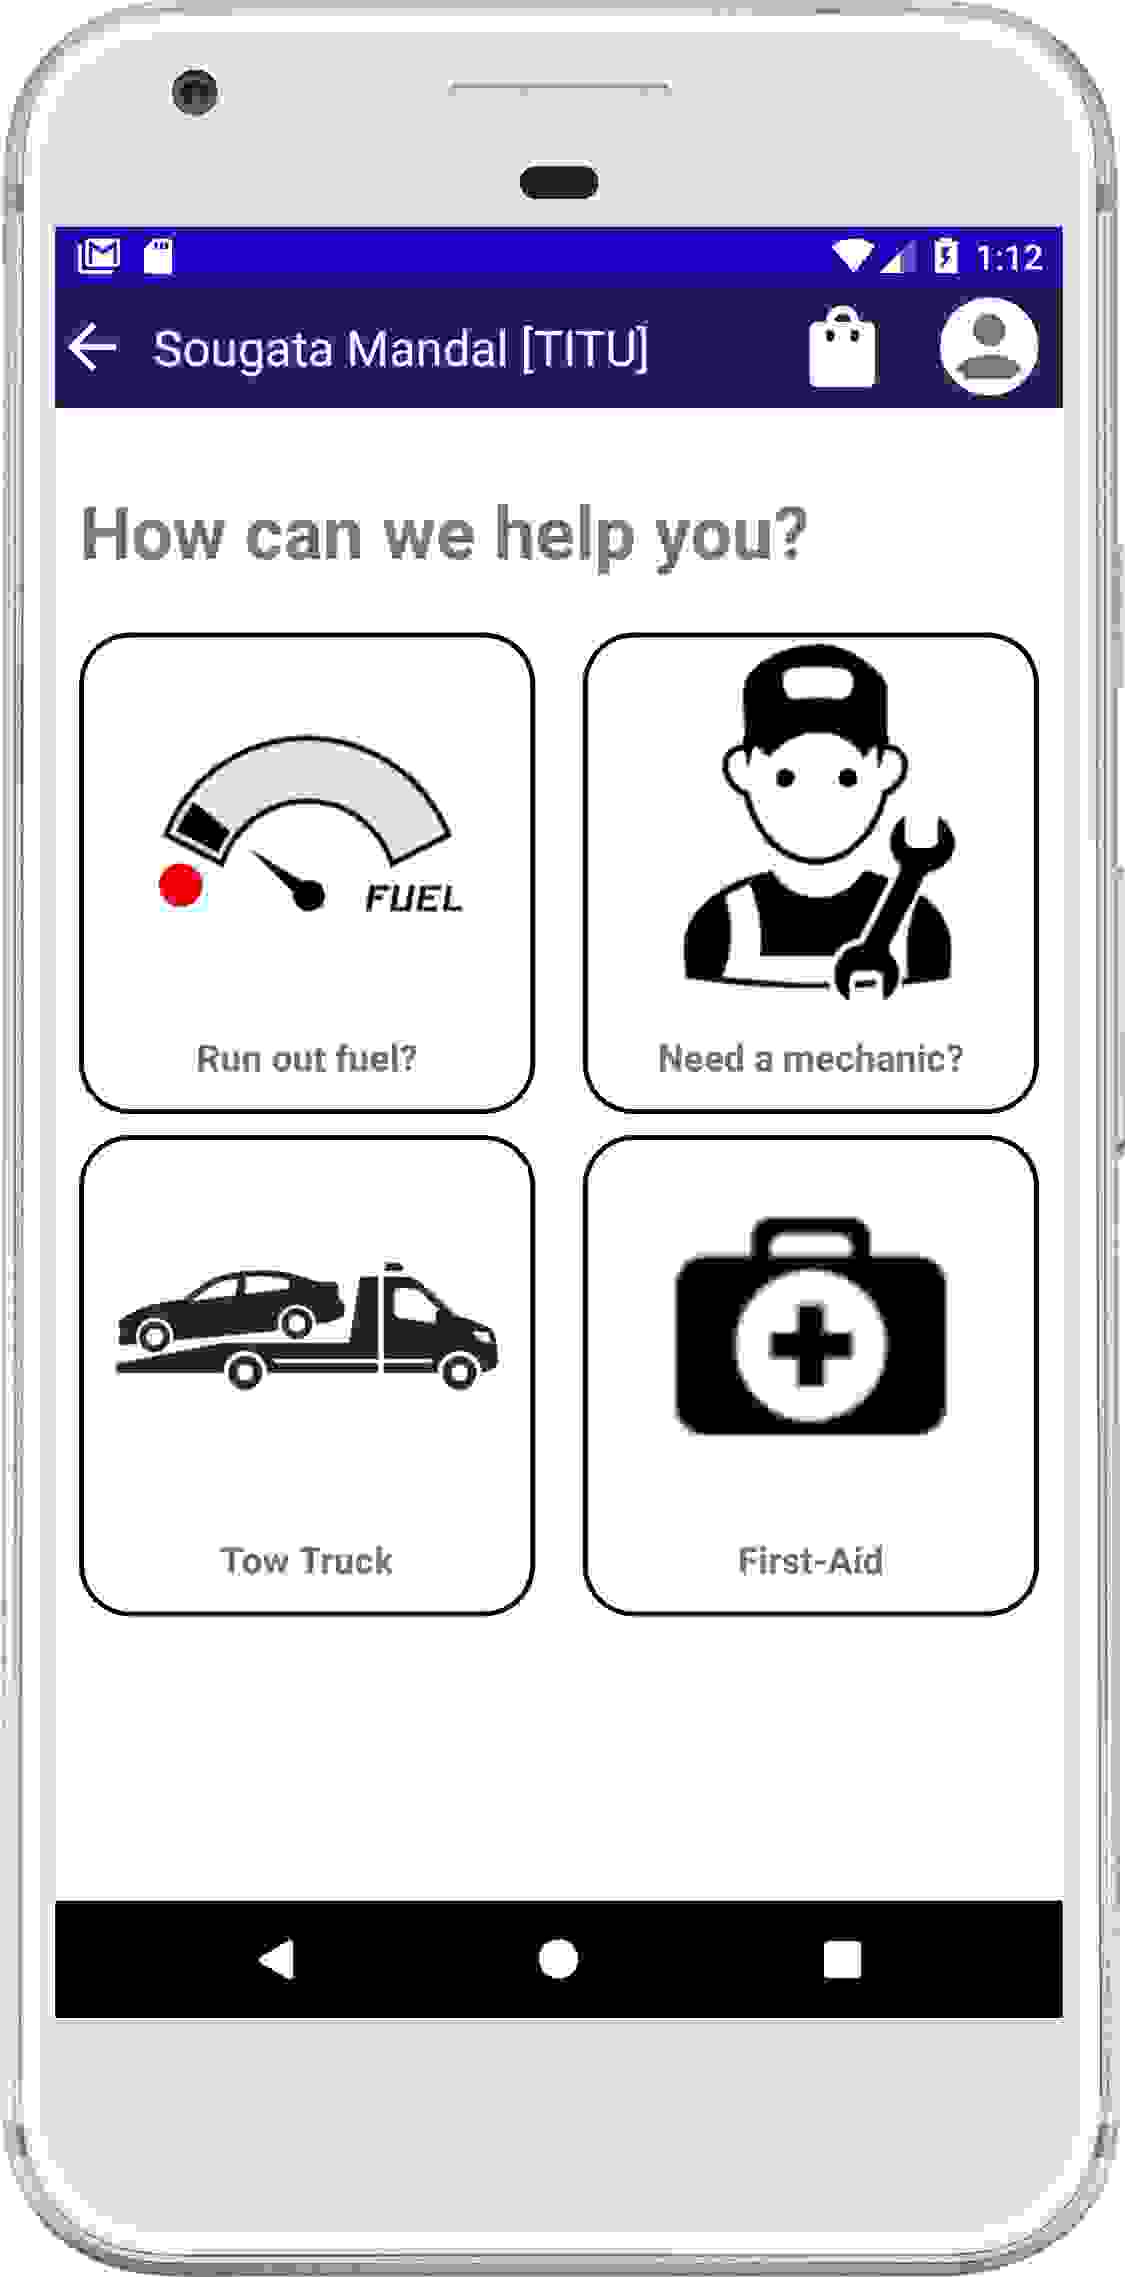 1:12
Sougata Mandal [TITU]
How can we help you?
FUEL
Run out fuel?
Need a mechanic?
Tow Truck
First-Aid